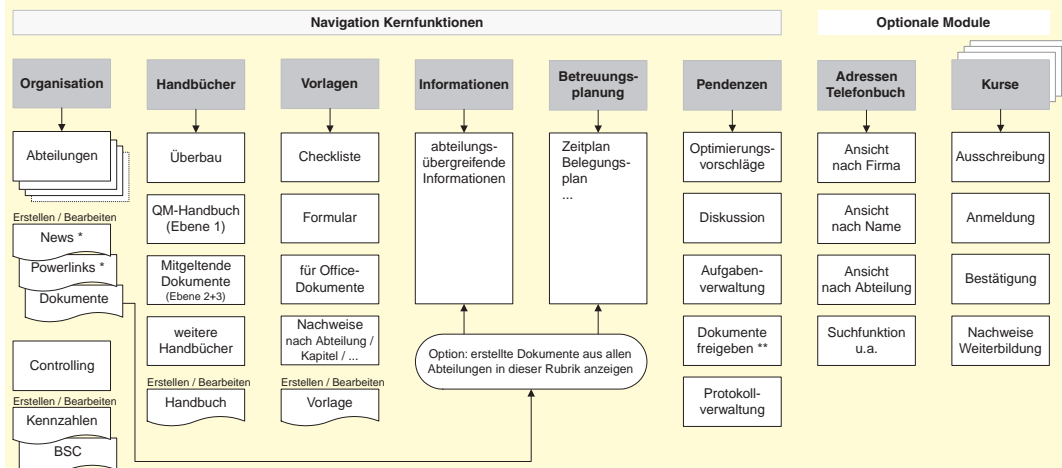 Navigation Kernfunktionen
Optionale Module
Organisation
Abteilungen
Erstellen / Bearbeiten
News *
Powerlinks *
Dokumente
Controlling
Erstellen / Bearbeiten
Kennzahlen
BSC
Handbücher
Überbau
QM-Handbuch
(Ebene 1)
Mitgeltende
Dokumente
(Ebene 2+3)
weitere
Handbücher
Erstellen / Bearbeiten
Handbuch
Vorlagen
Checkliste
Formular
für Office-
Dokumente
Nachweise
nach Abteilung /
Kapitel / ...
Erstellen / Bearbeiten
Vorlage
Informationen
abteilungs-
übergreifende
Informationen
Betreuungs-
planung
Zeitplan
Belegungs-
plan
...
Option: erstellte Dokumente aus allen
Abteilungen in dieser Rubrik anzeigen
Pendenzen
Optimierungs-
vorschläge
Diskussion
Aufgaben-
verwaltung
Dokumente
freigeben **
Protokoll-
verwaltung
Adressen
Telefonbuch
Ansicht
nach Firma
Ansicht
nach Name
Ansicht
nach Abteilung
Suchfunktion
u.a.
Kurse
Ausschreibung
Anmeldung
Bestätigung
Nachweise
Weiterbildung